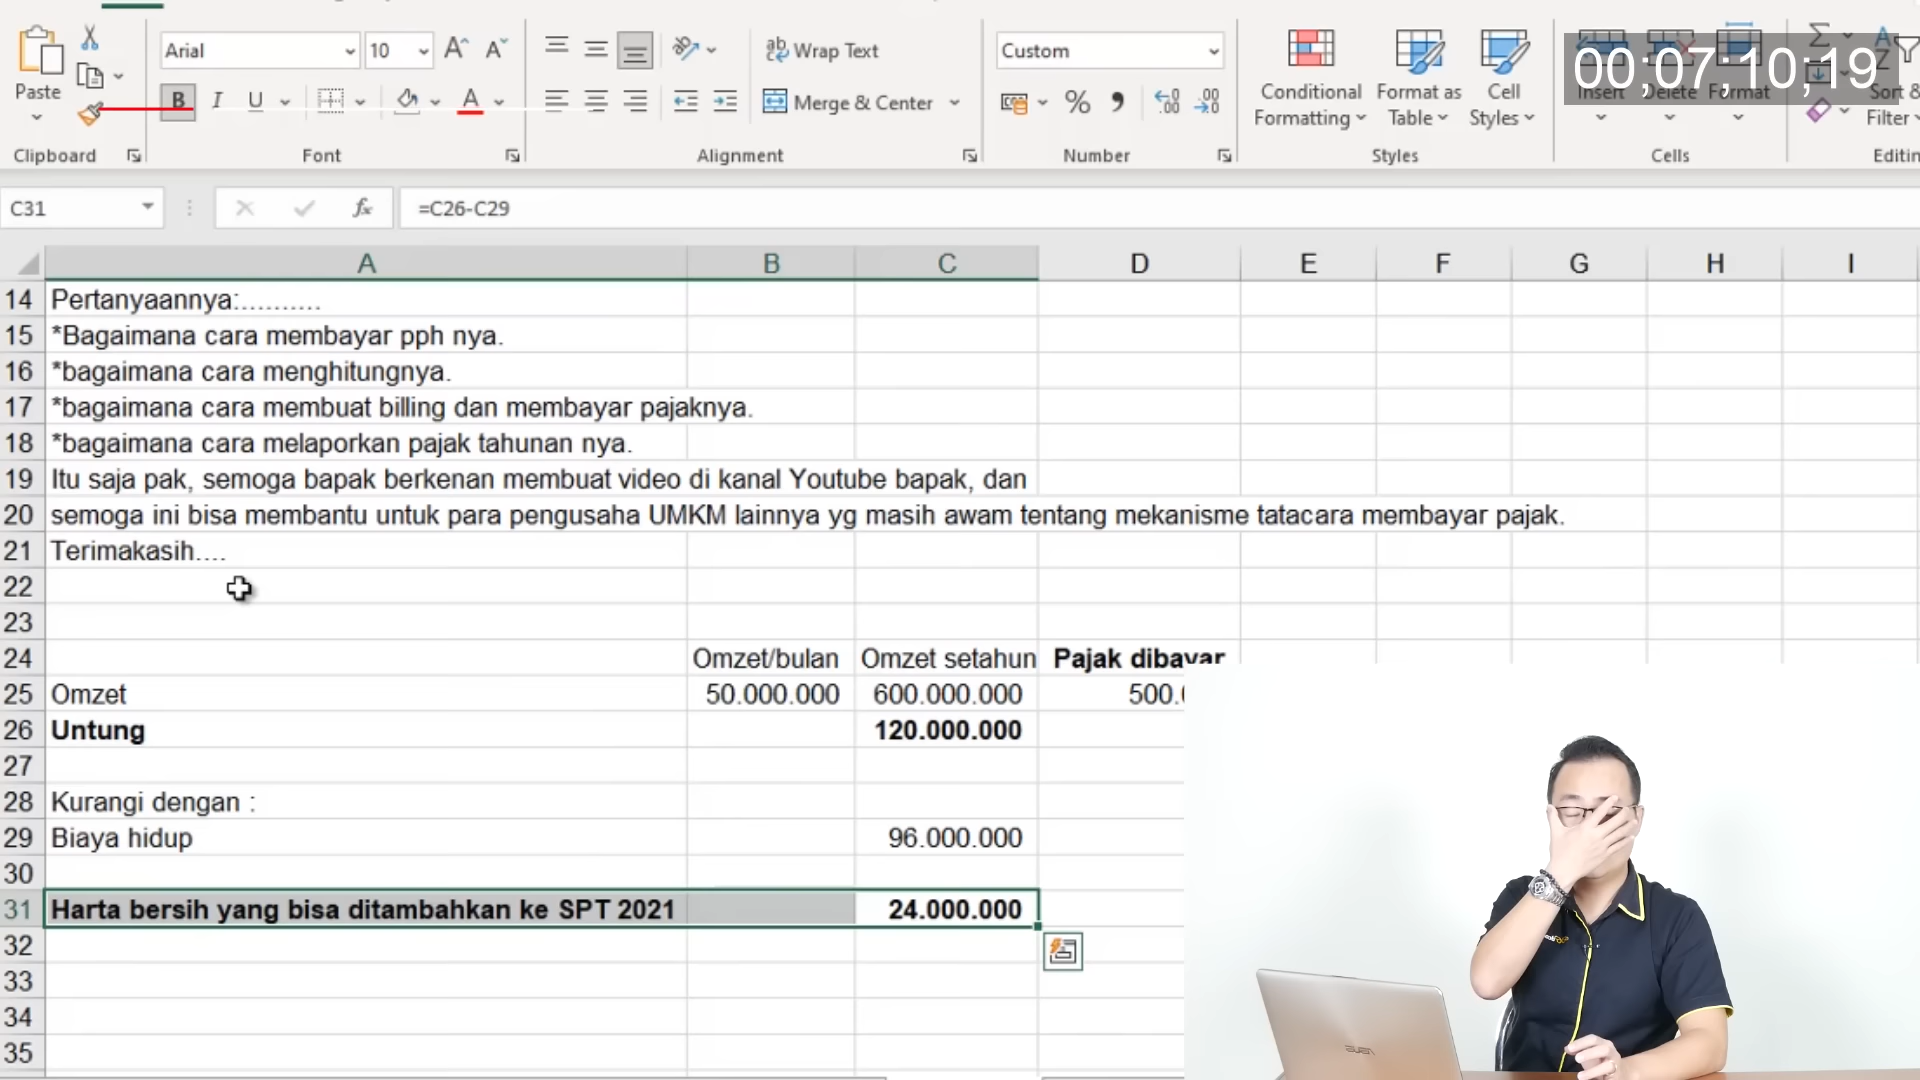 Arial
10
Wrap Text
Custom
00;07;10;19
Paste
B
I
U
Merge & Center
%
Conditional Formatting
Format as Table
Cell Styles
Insert
Delete
Format
Sort &
Filter
Clipboard
Font
Alignment
Number
Styles
Cells
C31
fx
=C26-C29
A B C D E F G H I
14 Pertanyaannya:..........
15 *Bagaimana cara membayar pph nya.
16 *bagaimana cara menghitungnya.
17 *bagaimana cara membuat billing dan membayar pajaknya.
18 *bagaimana cara melaporkan pajak tahunan nya.
19 Itu saja pak, semoga bapak berkenan membuat video di kanal Youtube bapak, dan
20 semoga ini bisa membantu untuk para pengusaha UMKM lainnya yg masih awam tentang mekanisme tatacara membayar pajak.
21 Terimakasih....
22
23
24 Omzet/bulan Omzet setahun Pajak dibayar
25 Omzet 50.000.000 600.000.000 500.
26 Untung 120.000.000
27
28 Kurangi dengan :
29 Biaya hidup 96.000.000
30
31 Harta bersih yang bisa ditambahkan ke SPT 2021 24.000.000
32
33
34
35